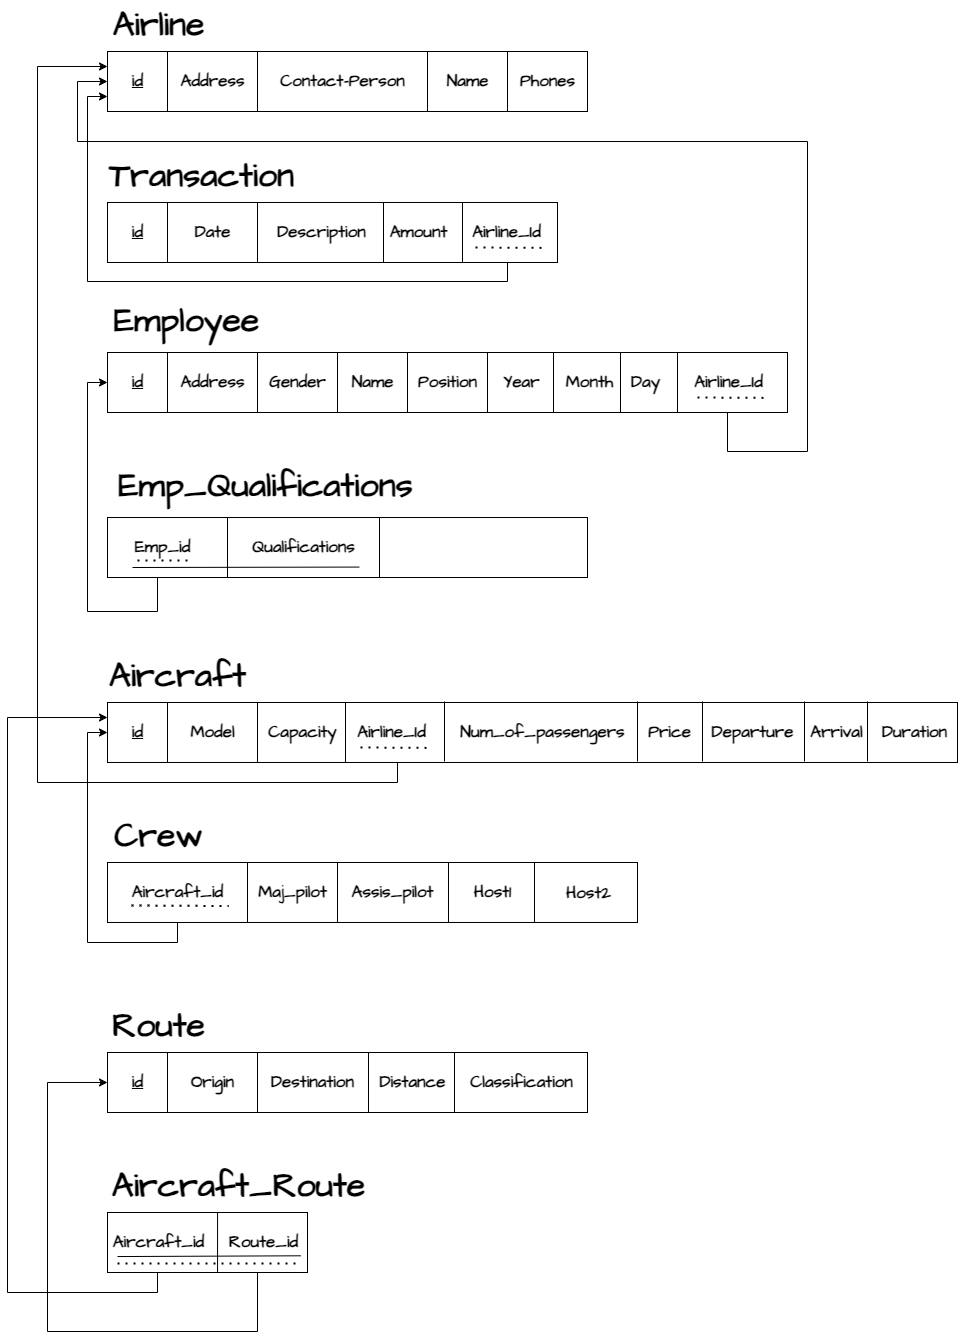 Airline
id Address Contact-Person Name Phones
Transaction
id Date Description Amount Airline_Id
Employee
id Address Gender Name Position Year Month Day Airline_Id
Emp_Qualifications
Emp_id Qualifications
Aircraft
id Model Capacity Airline_Id Num_of_passengers Price Departure Arrival Duration
Crew
Aircraft_id Maj_pilot Assis_pilot Host1 Host2
Route
id Origin Destination Distance Classification
Aircraft_Route
Aircraft_id Route_id